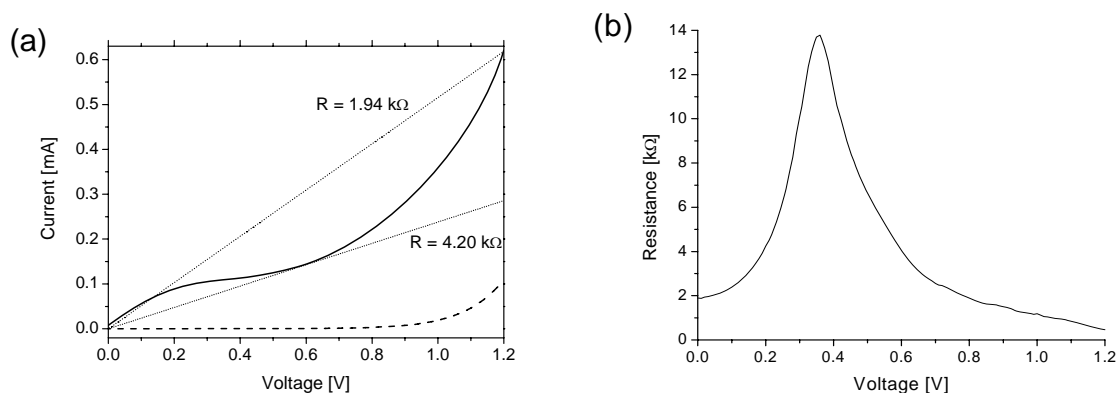 (a)
0.6
0.5
0.4
0.3
0.2
0.1
0.0
Current [mA]
R = 1.94 kΩ
R = 4.20 kΩ
0.0 0.2 0.4 0.6 0.8 1.0 1.2
Voltage [V]
(b)
14
12
10
8
6
4
2
0
Resistance [kΩ]
0.0 0.2 0.4 0.6 0.8 1.0 1.2
Voltage [V]